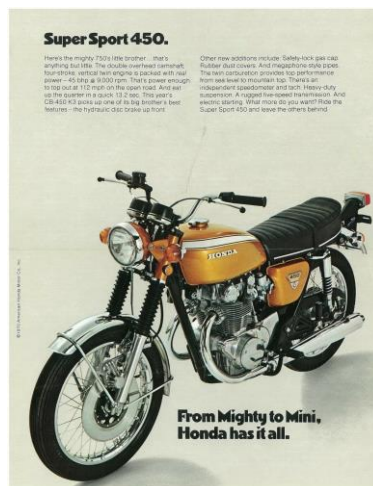 Super Sport 450.
Here's the mighty 750's little brother... that's
anything but little. The double overhead camshaft,
four-stroke, vertical twin engine is packed with real
power—45 bhp @ 9,000 rpm. That's power enough
to top out at 112 mph on the open road. And eat
up the quarter in a quick 13.2 sec. This year's
CB-450 K3 picks up one of its big brother's best
features—the hydraulic disc brake up front.
Other new additions include: Safety-lock gas cap.
Rubber dust covers. And megaphone-style pipes.
The twin carburetion provides top performance
from sea level to mountain top. There's an
independent speedometer and tach. Heavy-duty
suspension. A rugged five-speed transmission. And
electric starting. What more do you want? Ride the
Super Sport 450 and leave the others behind.
HONDA
From Mighty to Mini,
Honda has it all.
© 1970 American Honda Motor Co., Inc.